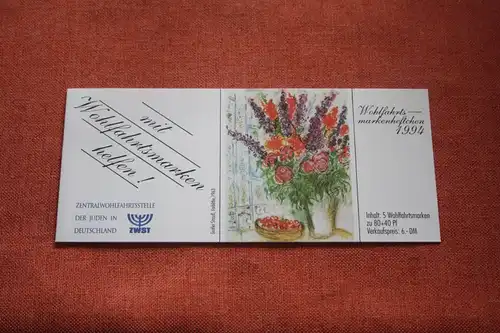 mit
Wohlfahrtsmarken
helfen!
ZENTRALWOHLFAHRTSSTELLE
DER JUDEN IN
DEUTSCHLAND
ZWST
Wohlfahrts—
markenheftchen
1994
Inhalt: 5 Wohlfahrtsmarken
zu 80+40 Pf
Verkaufspreis: 6,- DM